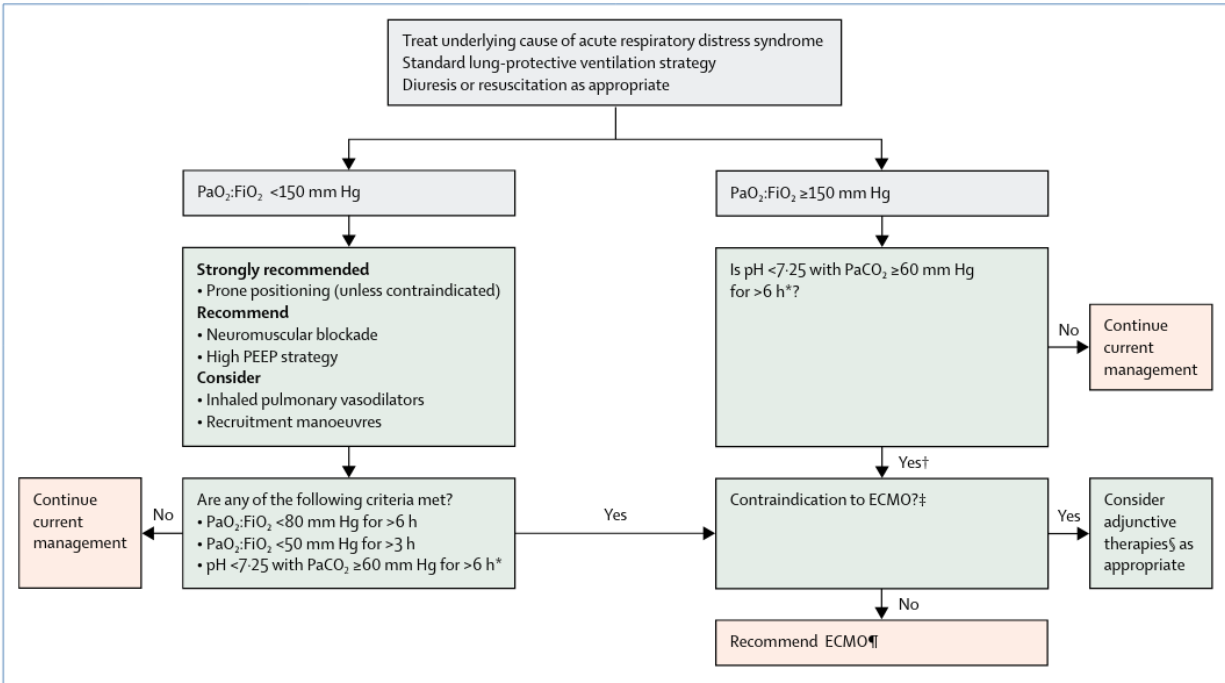 Treat underlying cause of acute respiratory distress syndrome
Standard lung-protective ventilation strategy
Diuresis or resuscitation as appropriate
PaO₂:FiO₂ <150 mm Hg
PaO₂:FiO₂ ≥150 mm Hg
Strongly recommended
• Prone positioning (unless contraindicated)
Recommend
• Neuromuscular blockade
• High PEEP strategy
Consider
• Inhaled pulmonary vasodilators
• Recruitment manoeuvres
Is pH <7·25 with PaCO₂ ≥60 mm Hg
for >6 h*?
No
Continue
current
management
Yes†
Continue
current
management
No
Are any of the following criteria met?
• PaO₂:FiO₂ <80 mm Hg for >6 h
• PaO₂:FiO₂ <50 mm Hg for >3 h
• pH <7·25 with PaCO₂ ≥60 mm Hg for >6 h*
Yes
Contraindication to ECMO?‡
Yes
Consider
adjunctive
therapies§ as
appropriate
No
Recommend ECMO¶